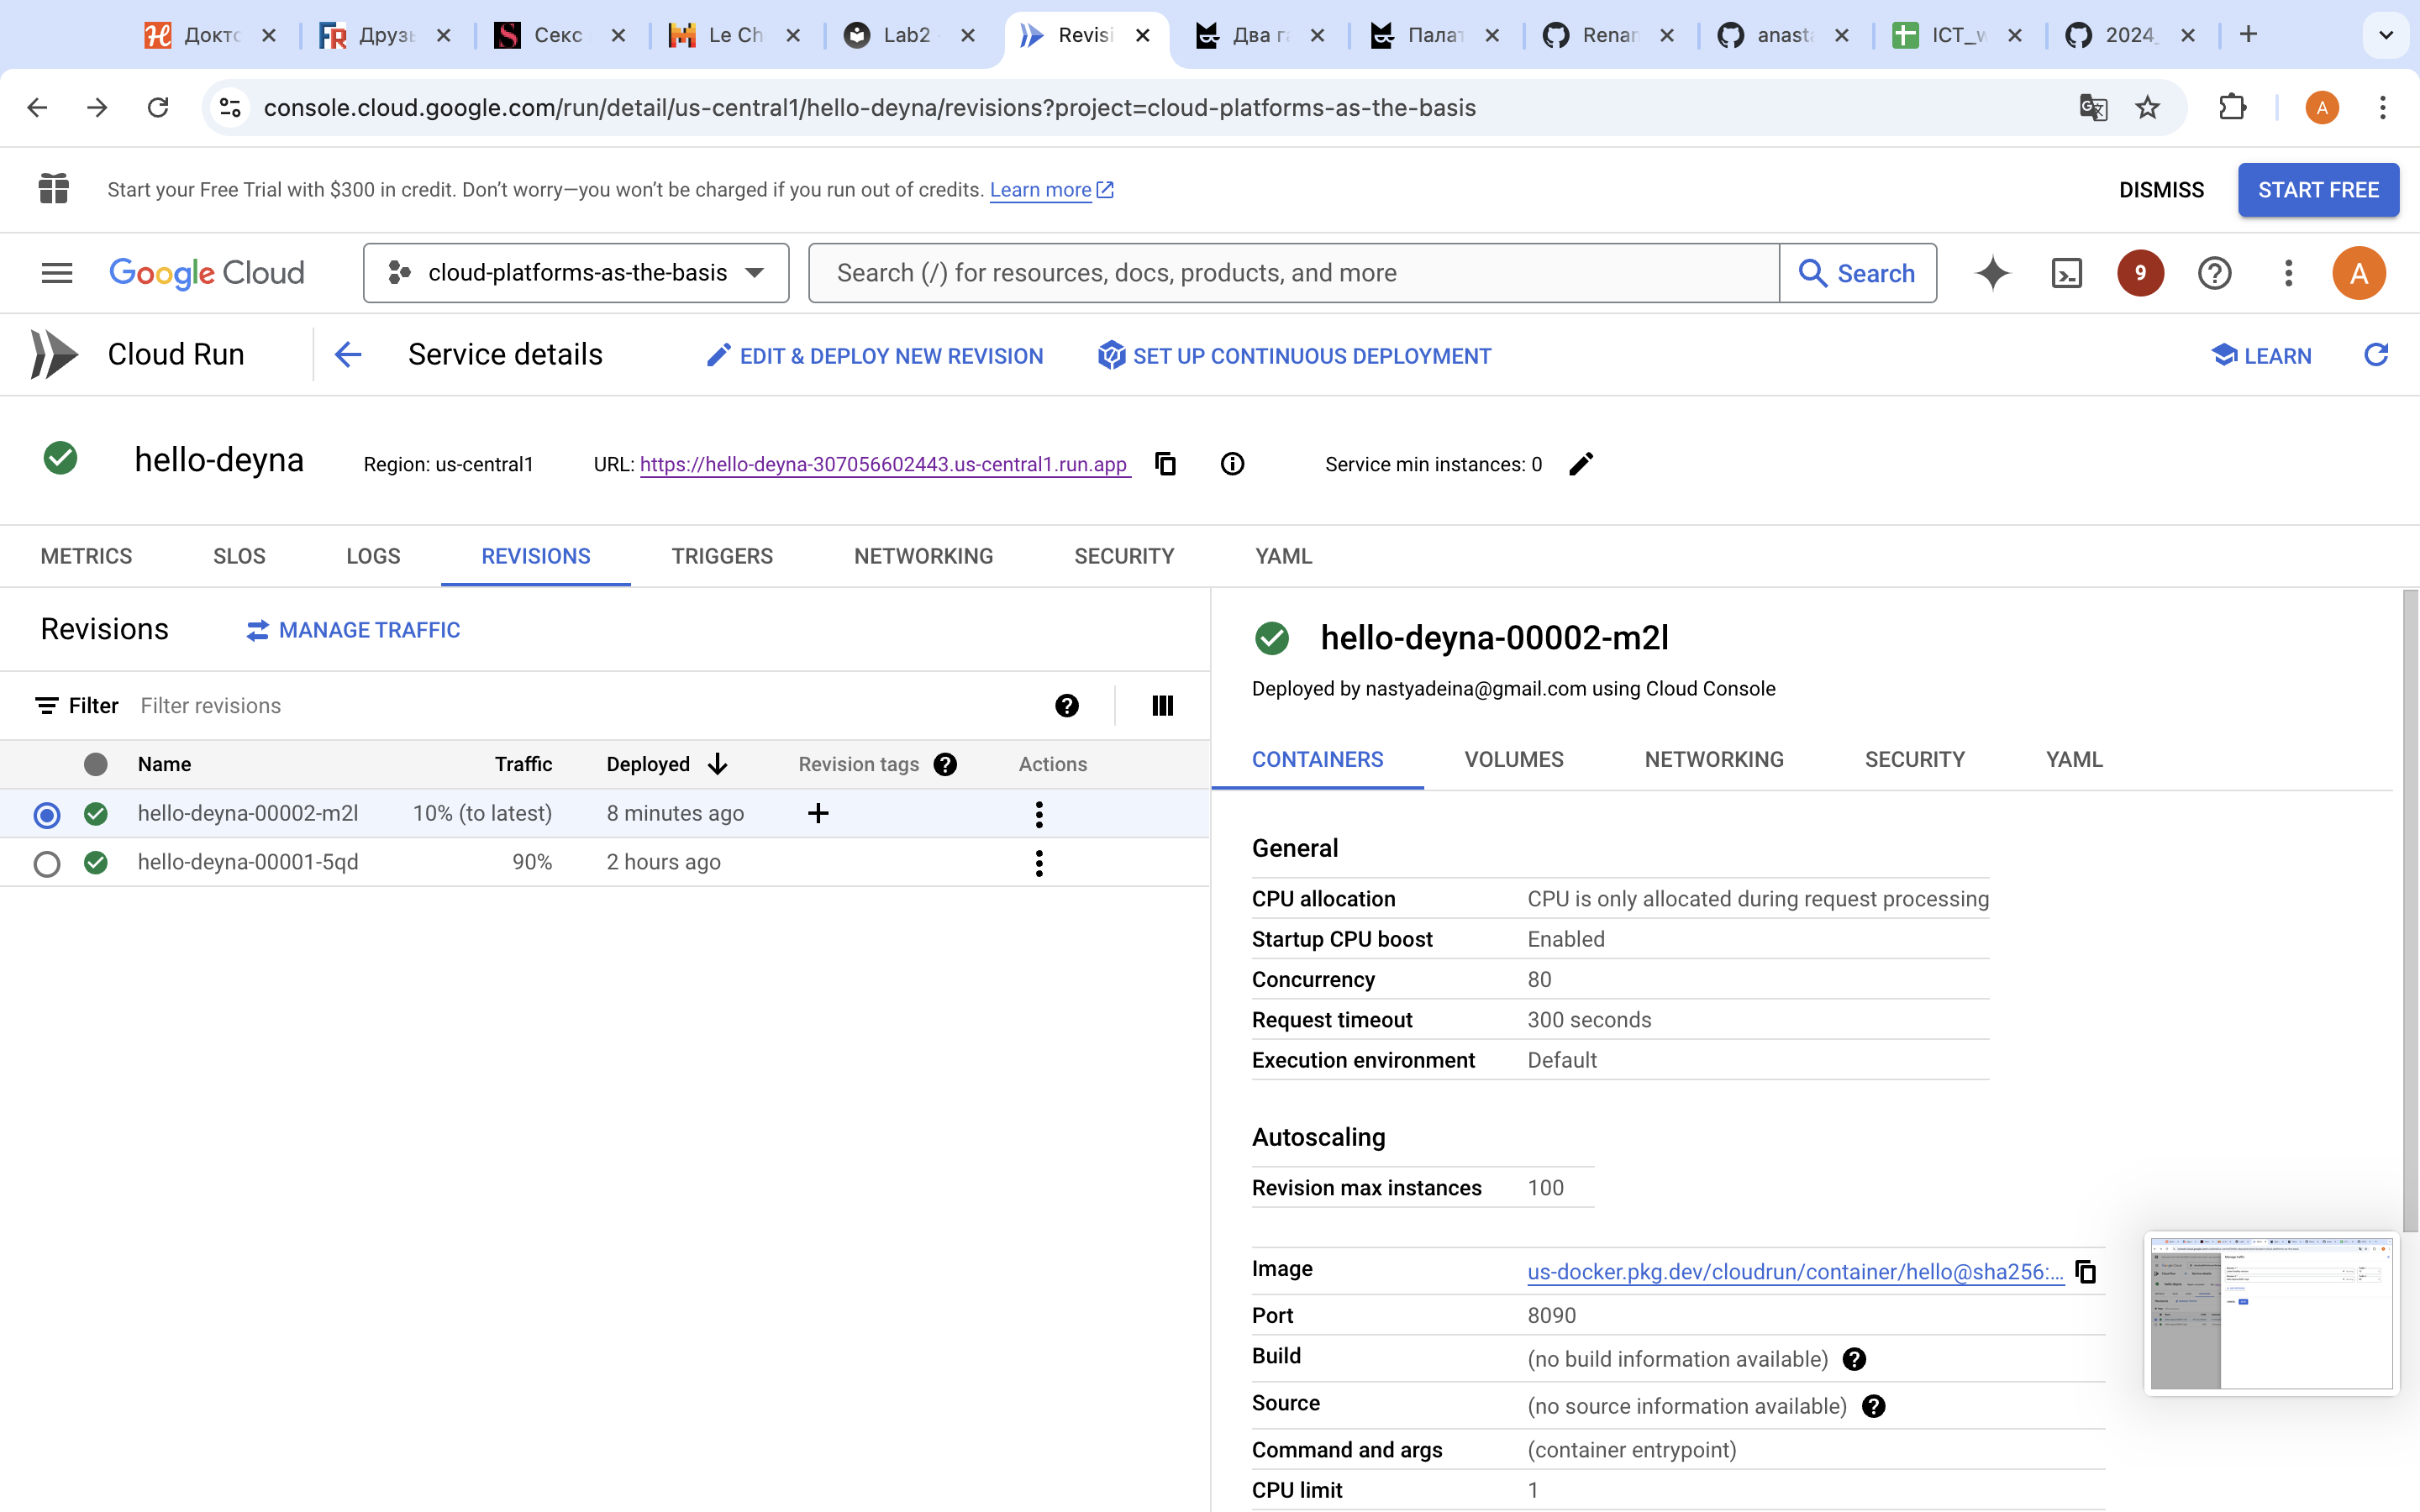 Докто
Друзь
Секс
Le Ch
Lab2
Revisi
Два га
Палат
Renam
anasta
ICT_w
2024_
console.cloud.google.com/run/detail/us-central1/hello-deyna/revisions?project=cloud-platforms-as-the-basis
A
Start your Free Trial with $300 in credit. Don't worry—you won't be charged if you run out of credits. Learn more
DISMISS
START FREE
Google Cloud
cloud-platforms-as-the-basis
Search (/) for resources, docs, products, and more
Search
9
A
Cloud Run
Service details
EDIT & DEPLOY NEW REVISION
SET UP CONTINUOUS DEPLOYMENT
LEARN
hello-deyna
Region: us-central1
URL: https://hello-deyna-307056602443.us-central1.run.app
Service min instances: 0
METRICS
SLOS
LOGS
REVISIONS
TRIGGERS
NETWORKING
SECURITY
YAML
Revisions
MANAGE TRAFFIC
Filter Filter revisions
Name Traffic Deployed Revision tags Actions
hello-deyna-00002-m2l 10% (to latest) 8 minutes ago
hello-deyna-00001-5qd 90% 2 hours ago
hello-deyna-00002-m2l
Deployed by nastyadeina@gmail.com using Cloud Console
CONTAINERS
VOLUMES
NETWORKING
SECURITY
YAML
General
CPU allocation CPU is only allocated during request processing
Startup CPU boost Enabled
Concurrency 80
Request timeout 300 seconds
Execution environment Default
Autoscaling
Revision max instances 100
Image us-docker.pkg.dev/cloudrun/container/hello@sha256:...
Port 8090
Build (no build information available)
Source (no source information available)
Command and args (container entrypoint)
CPU limit 1